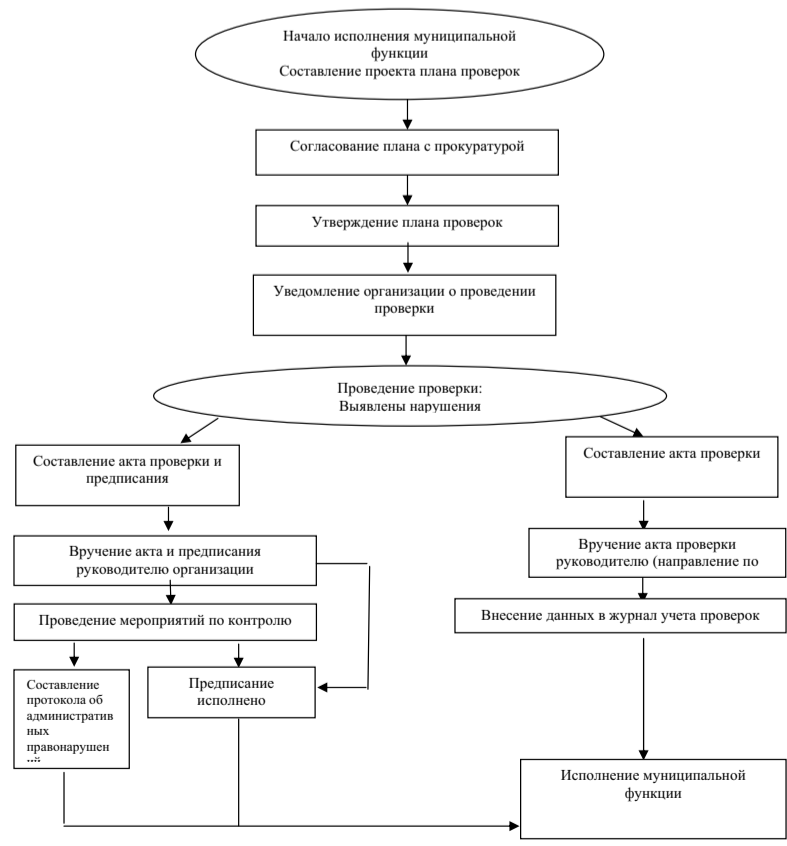 Начало исполнения муниципальной
функции
Составление проекта плана проверок
Согласование плана с прокуратурой
Утверждение плана проверок
Уведомление организации о проведении
проверки
Проведение проверки:
Выявлены нарушения
Составление акта проверки и
предписания
Составление акта проверки
Вручение акта и предписания
руководителю организации
Вручение акта проверки
руководителю (направление по
Проведение мероприятий по контролю
Внесение данных в журнал учета проверок
Составление
протокола об
административ
ных
правонарушен
ий
Предписание
исполнено
Исполнение муниципальной
функции